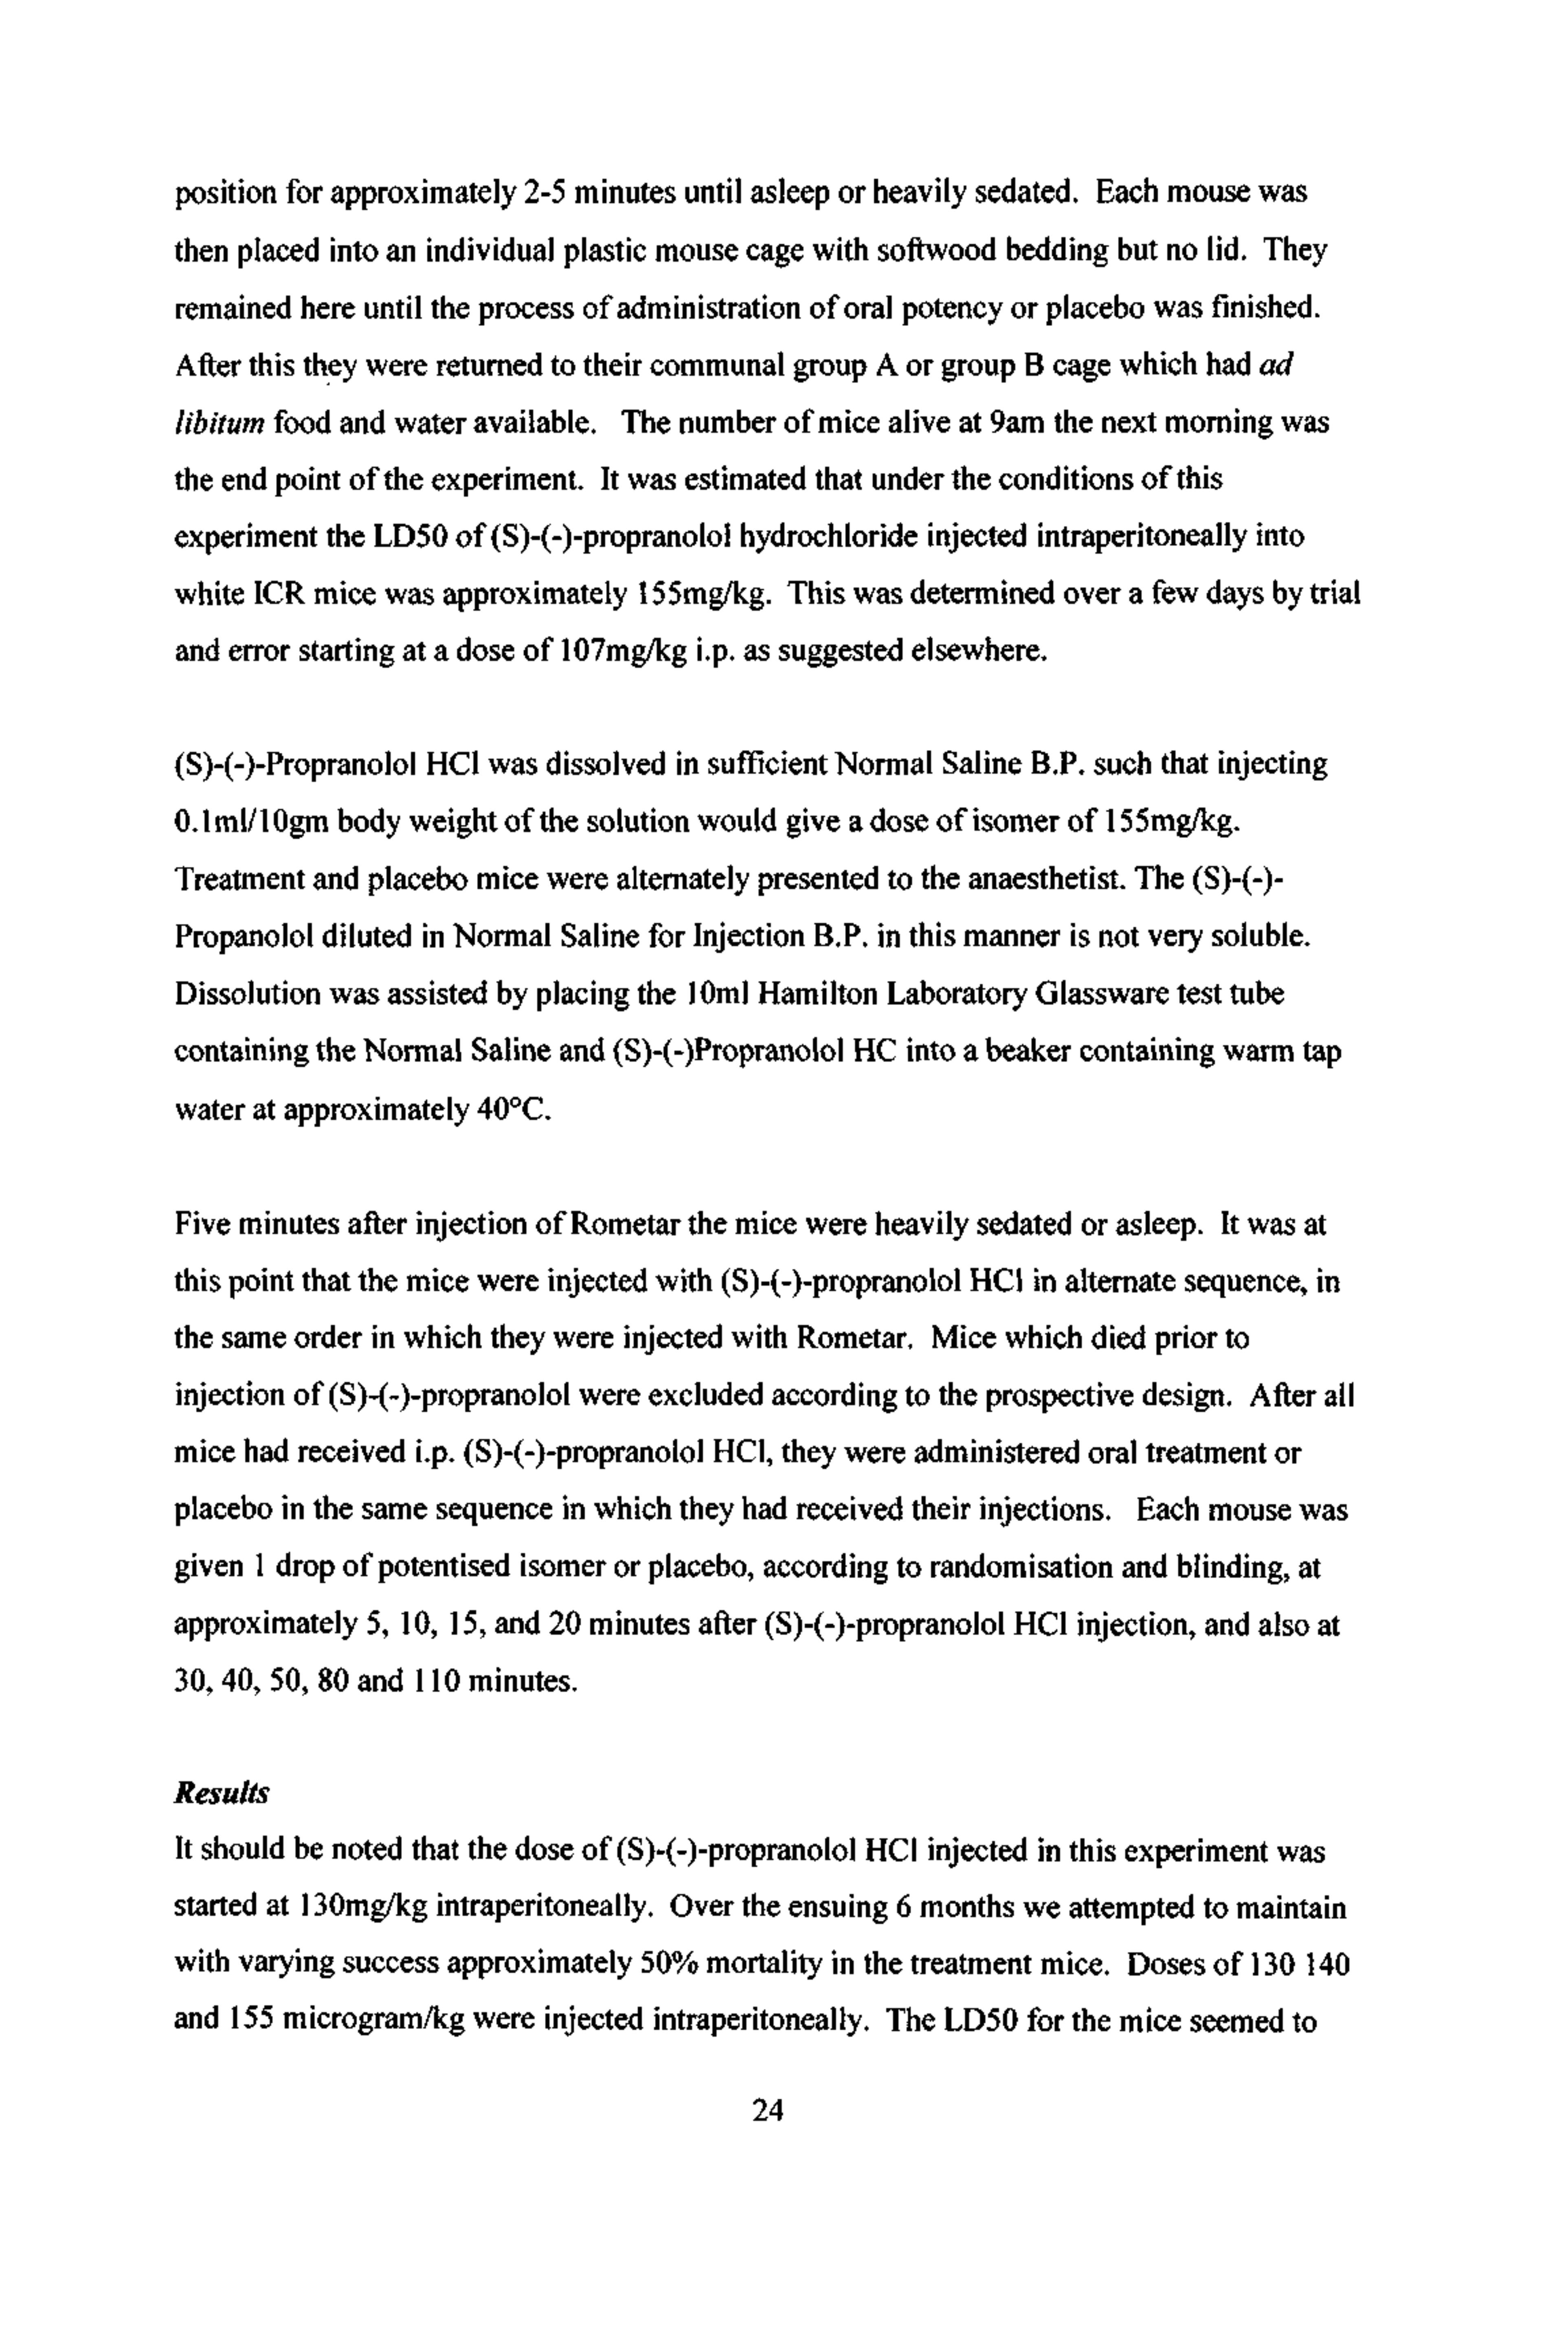 position for approximately 2-5 minutes until asleep or heavily sedated. Each mouse was
then placed into an individual plastic mouse cage with softwood bedding but no lid. They
remained here until the process of administration of oral potency or placebo was finished.
After this they were returned to their communal group A or group B cage which had ad
libitum food and water available. The number of mice alive at 9am the next morning was
the end point of the experiment. It was estimated that under the conditions of this
experiment the LD50 of (S)-(-)-propranolol hydrochloride injected intraperitoneally into
white ICR mice was approximately 155mg/kg. This was determined over a few days by trial
and error starting at a dose of 107mg/kg i.p. as suggested elsewhere.
(S)-(-)-Propranolol HCl was dissolved in sufficient Normal Saline B.P. such that injecting
0.1ml/10gm body weight of the solution would give a dose of isomer of 155mg/kg.
Treatment and placebo mice were alternately presented to the anaesthetist. The (S)-(-)-
Propanolol diluted in Normal Saline for Injection B.P. in this manner is not very soluble.
Dissolution was assisted by placing the 10ml Hamilton Laboratory Glassware test tube
containing the Normal Saline and (S)-(-)Propranolol HC into a beaker containing warm tap
water at approximately 40°C.
Five minutes after injection of Rometar the mice were heavily sedated or asleep. It was at
this point that the mice were injected with (S)-(-)-propranolol HCl in alternate sequence, in
the same order in which they were injected with Rometar. Mice which died prior to
injection of (S)-(-)-propranolol were excluded according to the prospective design. After all
mice had received i.p. (S)-(-)-propranolol HCl, they were administered oral treatment or
placebo in the same sequence in which they had received their injections. Each mouse was
given 1 drop of potentised isomer or placebo, according to randomisation and blinding, at
approximately 5, 10, 15, and 20 minutes after (S)-(-)-propranolol HCl injection, and also at
30, 40, 50, 80 and 110 minutes.
Results
It should be noted that the dose of (S)-(-)-propranolol HCl injected in this experiment was
started at 130mg/kg intraperitoneally. Over the ensuing 6 months we attempted to maintain
with varying success approximately 50% mortality in the treatment mice. Doses of 130 140
and 155 microgram/kg were injected intraperitoneally. The LD50 for the mice seemed to
24